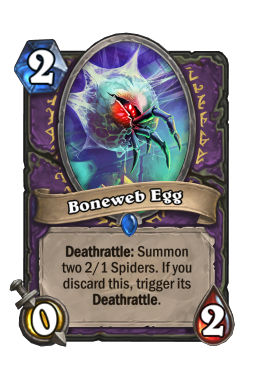 2
Boneweb Egg
Deathrattle: Summon
two 2/1 Spiders. If you
discard this, trigger its
Deathrattle.
0
2